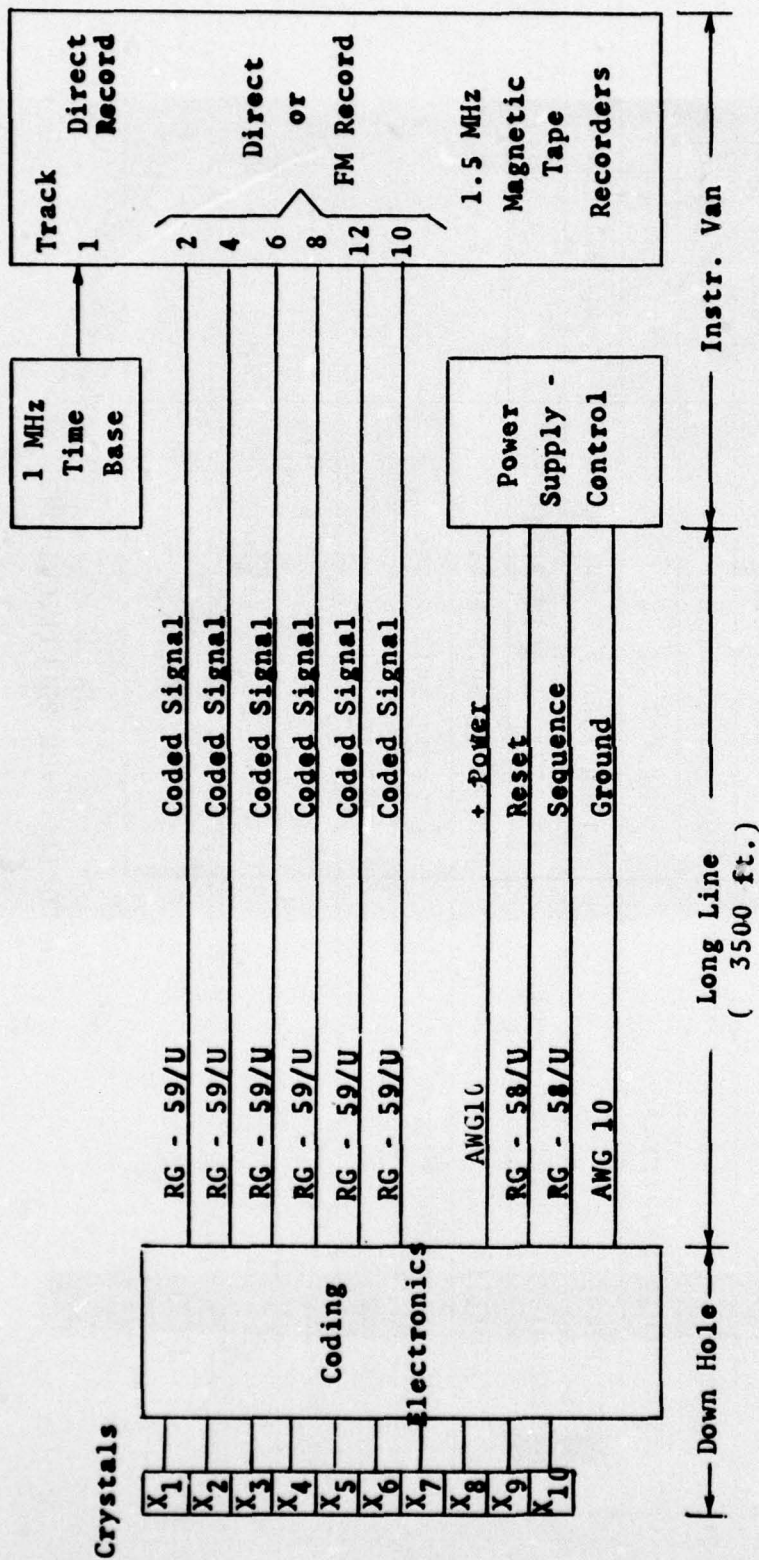 Crystals
X1
X2
X3
X4
X5
X6
X7
X8
X9
X10
Coding
Electronics
RG - 59/U Coded Signal
RG - 59/U Coded Signal
RG - 59/U Coded Signal
RG - 59/U Coded Signal
RG - 59/U Coded Signal
RG - 59/U Coded Signal
AWG10 + Power
RG - 58/U Reset
RG - 58/U Sequence
AWG 10 Ground
1 MHz
Time
Base
Power
Supply -
Control
Track
1 Direct
Record
2
4
6
8
12
10
Direct
or
FM Record
1.5 MHz
Magnetic
Tape
Recorders
Down Hole
Long Line
( 3500 ft.)
Instr. Van